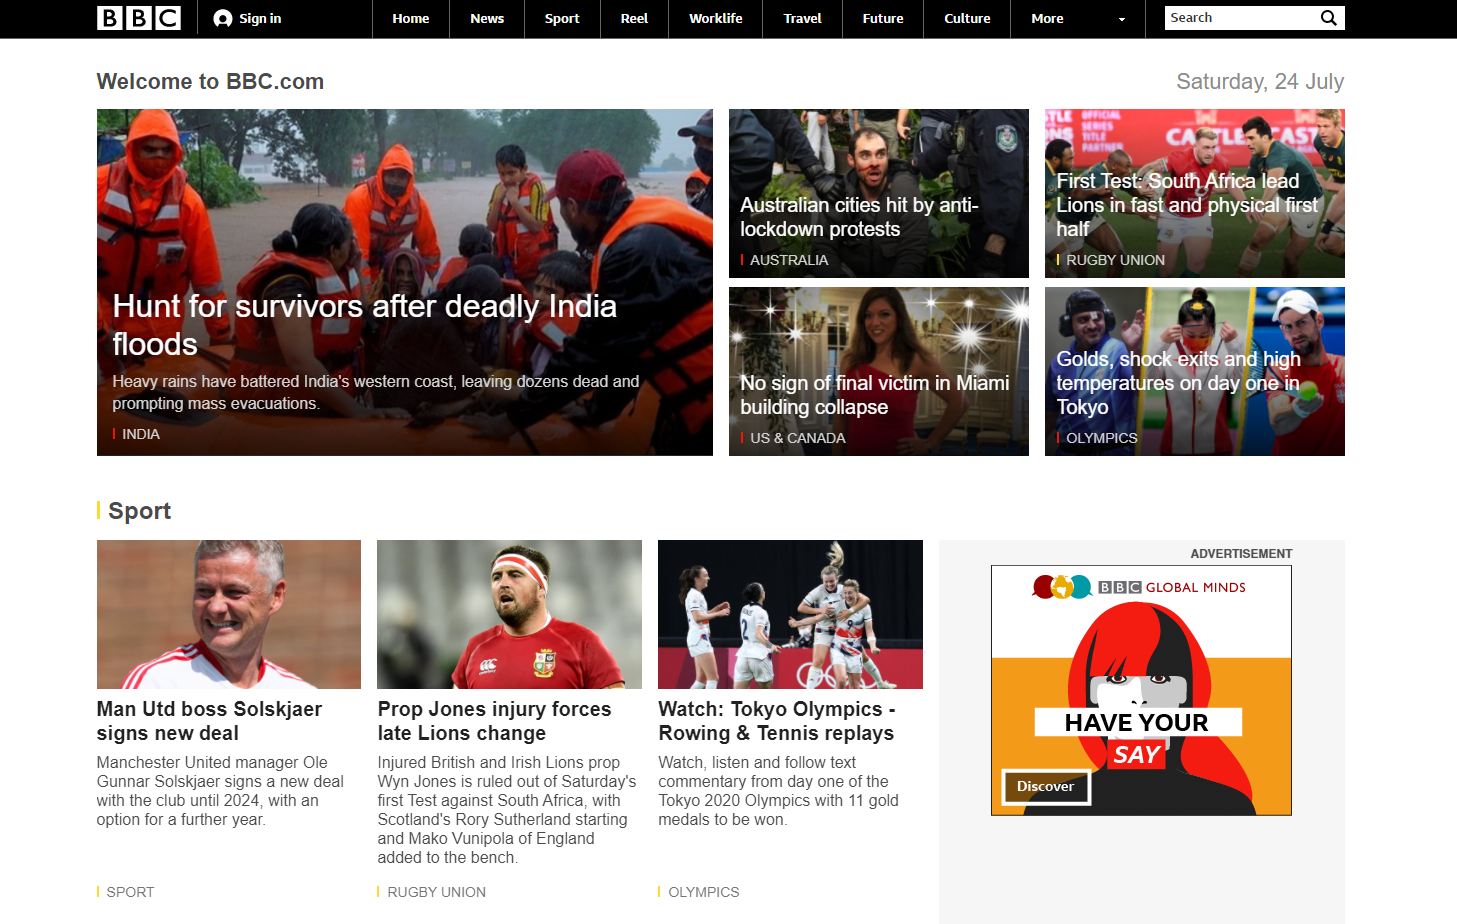 BBC Sign in Home News Sport Reel Worklife Travel Future Culture More Search
Welcome to BBC.com
Saturday, 24 July
Hunt for survivors after deadly India
floods
Heavy rains have battered India's western coast, leaving dozens dead and
prompting mass evacuations.
INDIA
Australian cities hit by anti-
lockdown protests
AUSTRALIA
OFFICIAL
SERIES
TITLE
PARTNER
First Test: South Africa lead
Lions in fast and physical first
half
RUGBY UNION
No sign of final victim in Miami
building collapse
US & CANADA
Golds, shock exits and high
temperatures on day one in
Tokyo
OLYMPICS
Sport
Man Utd boss Solskjaer
signs new deal
Manchester United manager Ole
Gunnar Solskjaer signs a new deal
with the club until 2024, with an
option for a further year.
SPORT
Prop Jones injury forces
late Lions change
Injured British and Irish Lions prop
Wyn Jones is ruled out of Saturday's
first Test against South Africa, with
Scotland's Rory Sutherland starting
and Mako Vunipola of England
added to the bench.
RUGBY UNION
Watch: Tokyo Olympics -
Rowing & Tennis replays
Watch, listen and follow text
commentary from day one of the
Tokyo 2020 Olympics with 11 gold
medals to be won.
OLYMPICS
ADVERTISEMENT
BBC GLOBAL MINDS
HAVE YOUR
SAY
Discover